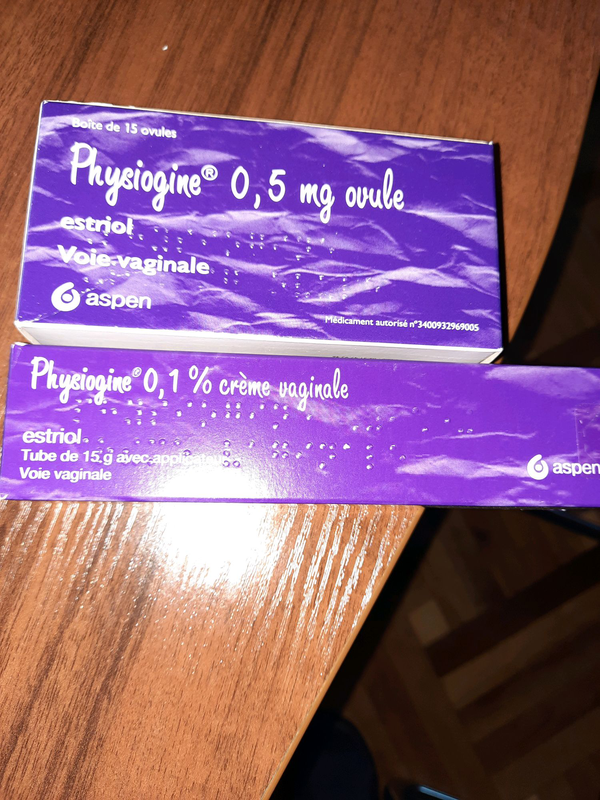 Boîte de 15 ovules
Physiogine® 0,5 mg ovule
estriol
Voie vaginale
aspen
Médicament autorisé n°3400932969005
Physiogine® 0,1 % crème vaginale
estriol
Tube de 15 g avec applicateur
Voie vaginale
aspen